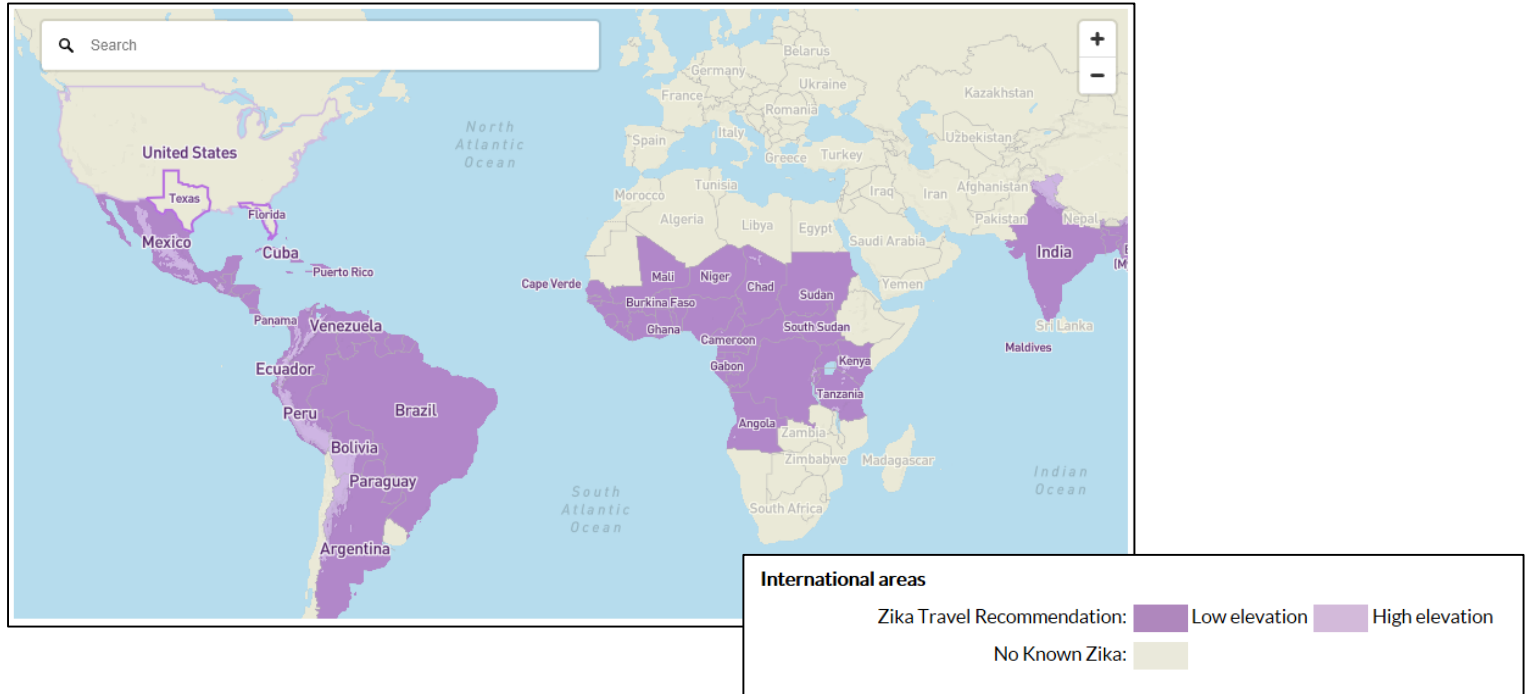 Search
+
−
Belarus
Germany
Ukraine
Kazakhstan
France
Romania
North
Atlantic
Ocean
Spain
Italy
Uzbekistan
United States
Greece
Turkey
Tunisia
Iraq
Iran
Afghanistan
Texas
Morocco
Algeria
Libya
Egypt
Pakistan
Nepal
Florida
Mexico
Saudi Arabia
India
Cuba
Puerto Rico
Cape Verde
Mali
Niger
Chad
Sudan
Yemen
Burkina Faso
Panama
Venezuela
Ghana
South Sudan
Sri Lanka
Cameroon
Maldives
Ecuador
Gabon
Kenya
Tanzania
Peru
Brazil
Angola
Zambia
Bolivia
Zimbabwe
Madagascar
Paraguay
Indian
Ocean
South
Atlantic
Ocean
South Africa
Argentina
International areas
Zika Travel Recommendation: Low elevation High elevation
No Known Zika: